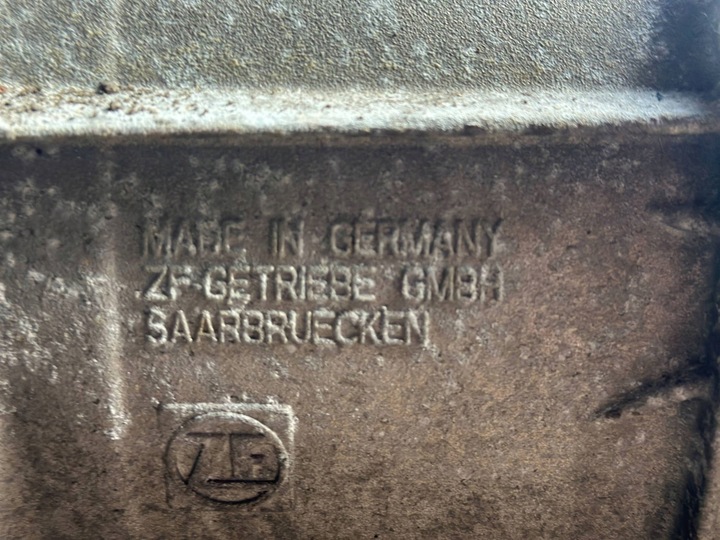 MADE IN GERMANY
ZF-GETRIEBE GMBH
SAARBRUECKEN
ZF